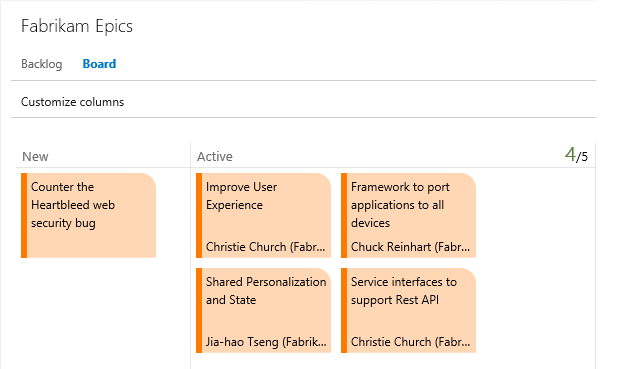 Fabrikam Epics
Backlog Board
Customize columns
New
Active 4/5
Counter the
Heartbleed web
security bug
Improve User
Experience
Christie Church (Fabr...
Framework to port
applications to all
devices
Chuck Reinhart (Fabr...
Shared Personalization
and State
Jia-hao Tseng (Fabrik...
Service interfaces to
support Rest API
Christie Church (Fabr...